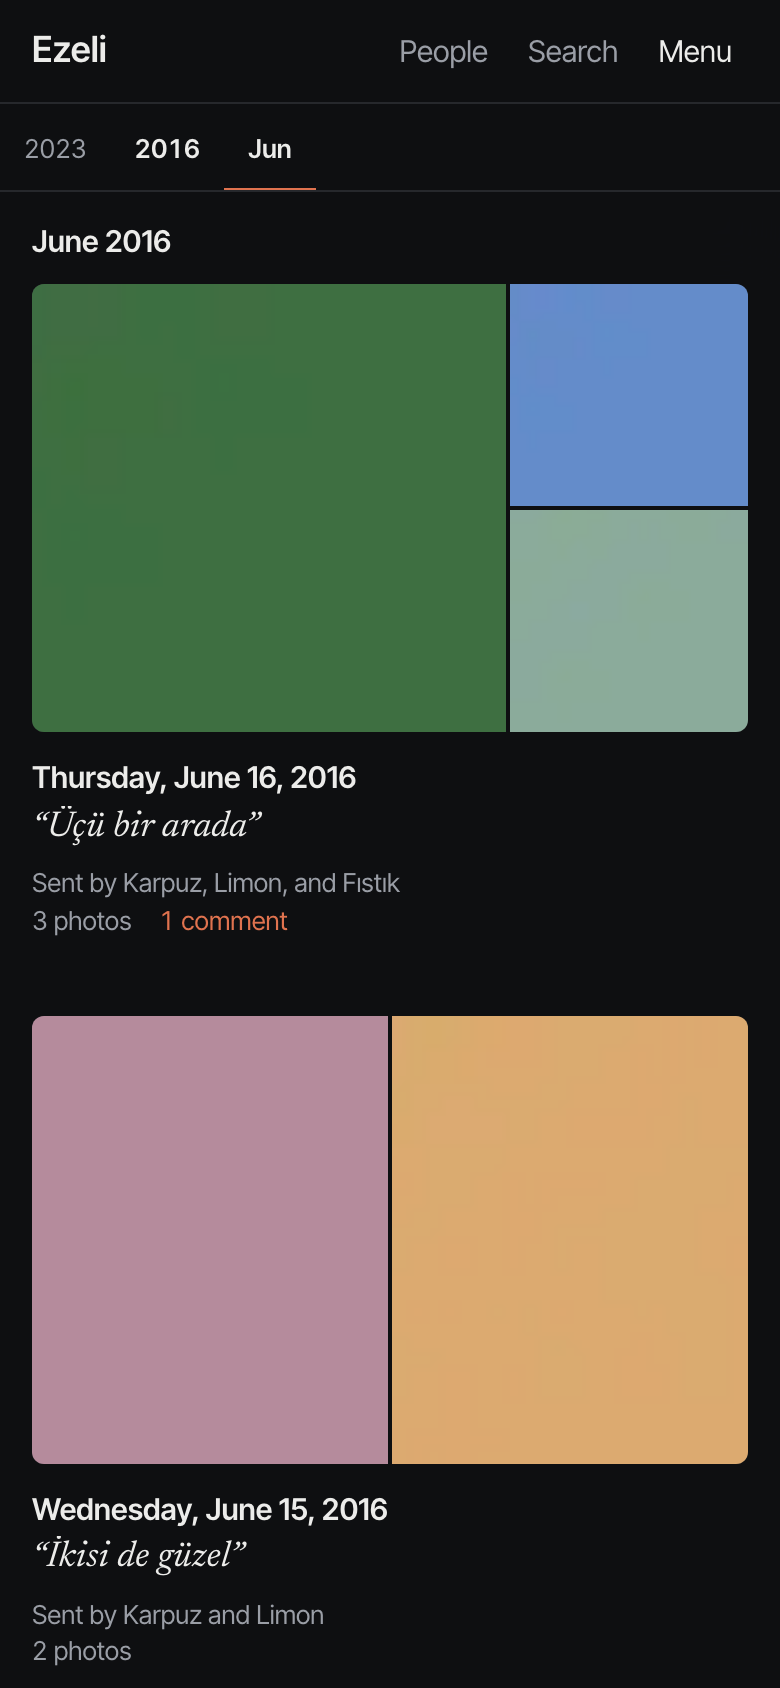 Ezeli
People
Search
Menu
2023
2016
Jun
June 2016
Thursday, June 16, 2016
“Üçü bir arada”
Sent by Karpuz, Limon, and Fıstık
3 photos
1 comment
Wednesday, June 15, 2016
“İkisi de güzel”
Sent by Karpuz and Limon
2 photos